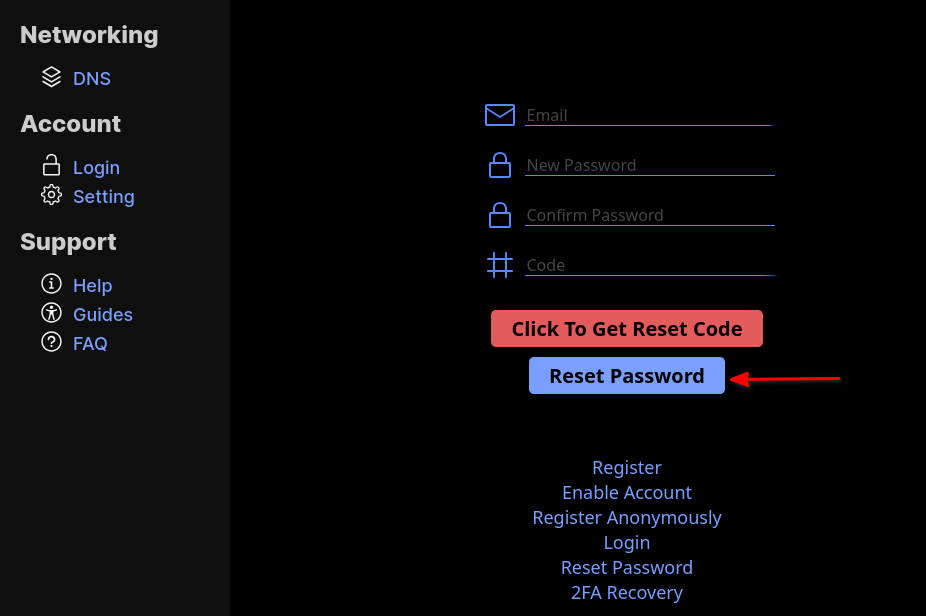 Networking
DNS
Account
Login
Setting
Support
Help
Guides
FAQ
Email
New Password
Confirm Password
Code
Click To Get Reset Code
Reset Password
Register
Enable Account
Register Anonymously
Login
Reset Password
2FA Recovery